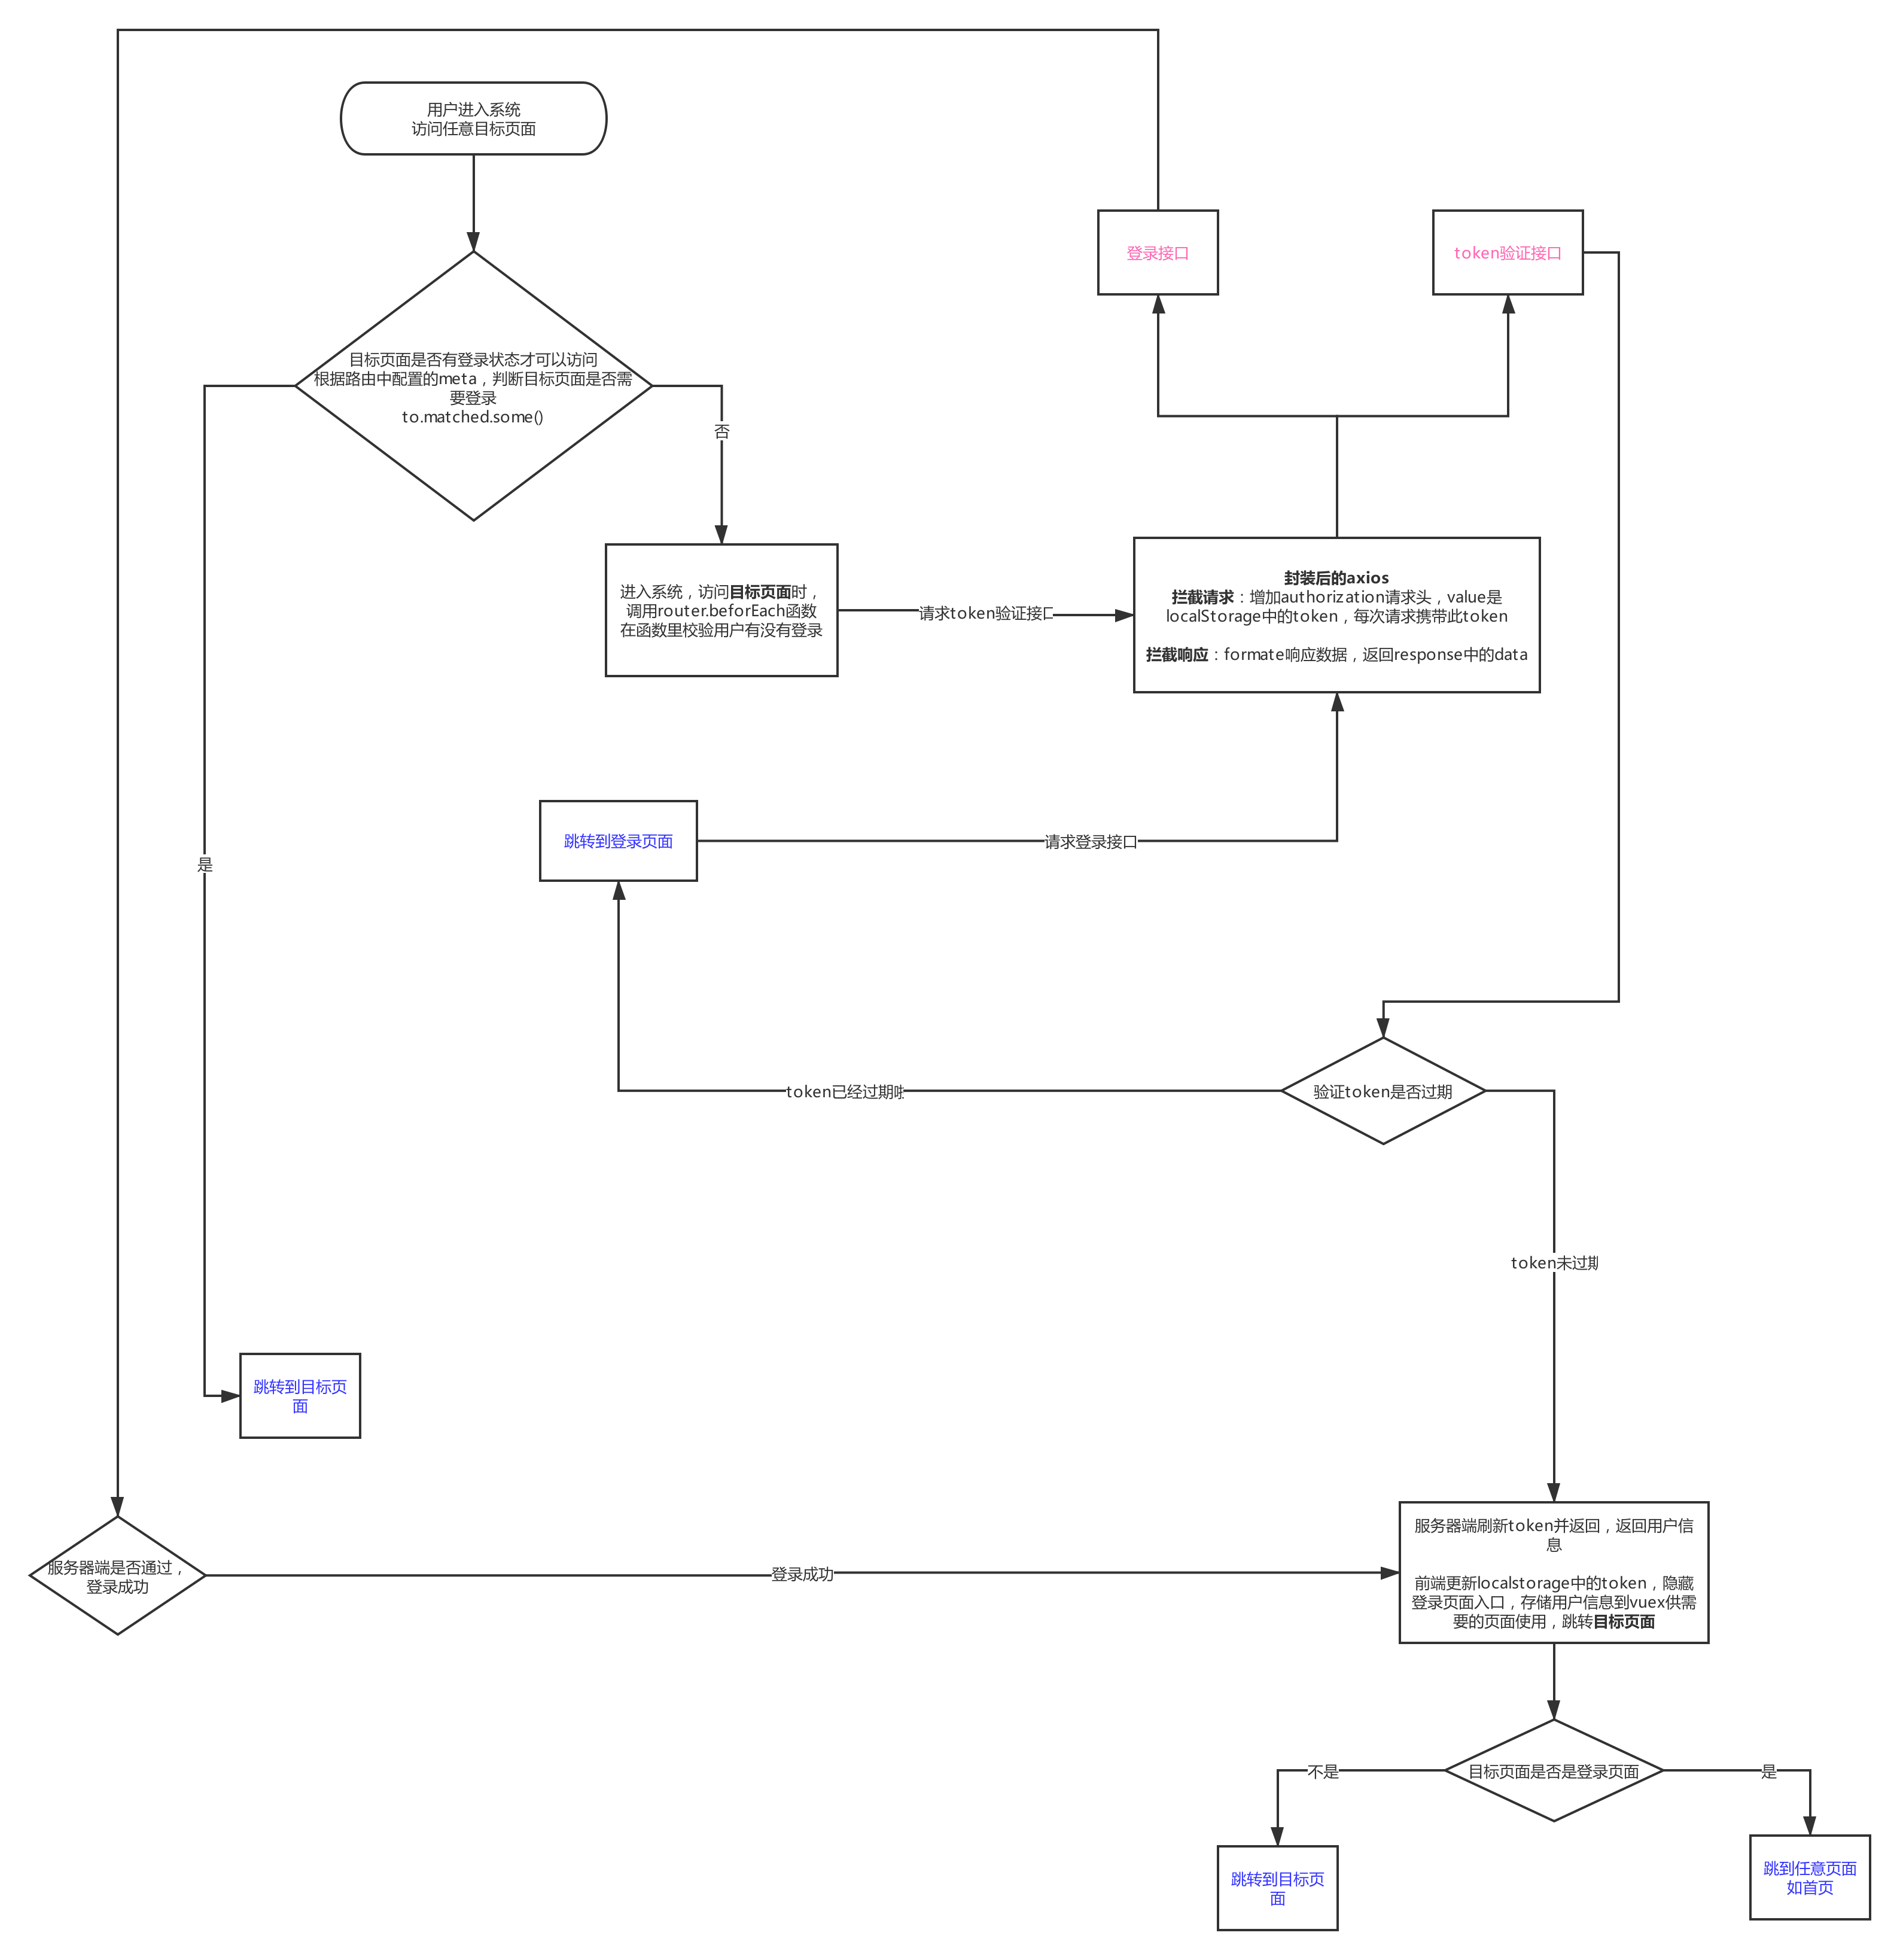 用户进入系统
访问任意目标页面
登录接口
token验证接口
目标页面是否有登录状态才可以访问
根据路由中配置的meta，判断目标页面是否需
要登录
to.matched.some()
否
进入系统，访问目标页面时，
调用router.beforEach函数
在函数里校验用户有没有登录
请求token验证接口
封装后的axios
拦截请求：增加authorization请求头，value是
localStorage中的token，每次请求携带此token
拦截响应：formate响应数据，返回response中的data
跳转到登录页面
请求登录接口
是
token已经过期
验证token是否过期
token未过期
跳转到目标页
面
服务器端是否通过，
登录成功
登录成功
服务器端刷新token并返回，返回用户信
息
前端更新localstorage中的token，隐藏
登录页面入口，存储用户信息到vuex供需
要的页面使用，跳转目标页面
不是
目标页面是否是登录页面
是
跳转到目标页
面
跳到任意页面
如首页